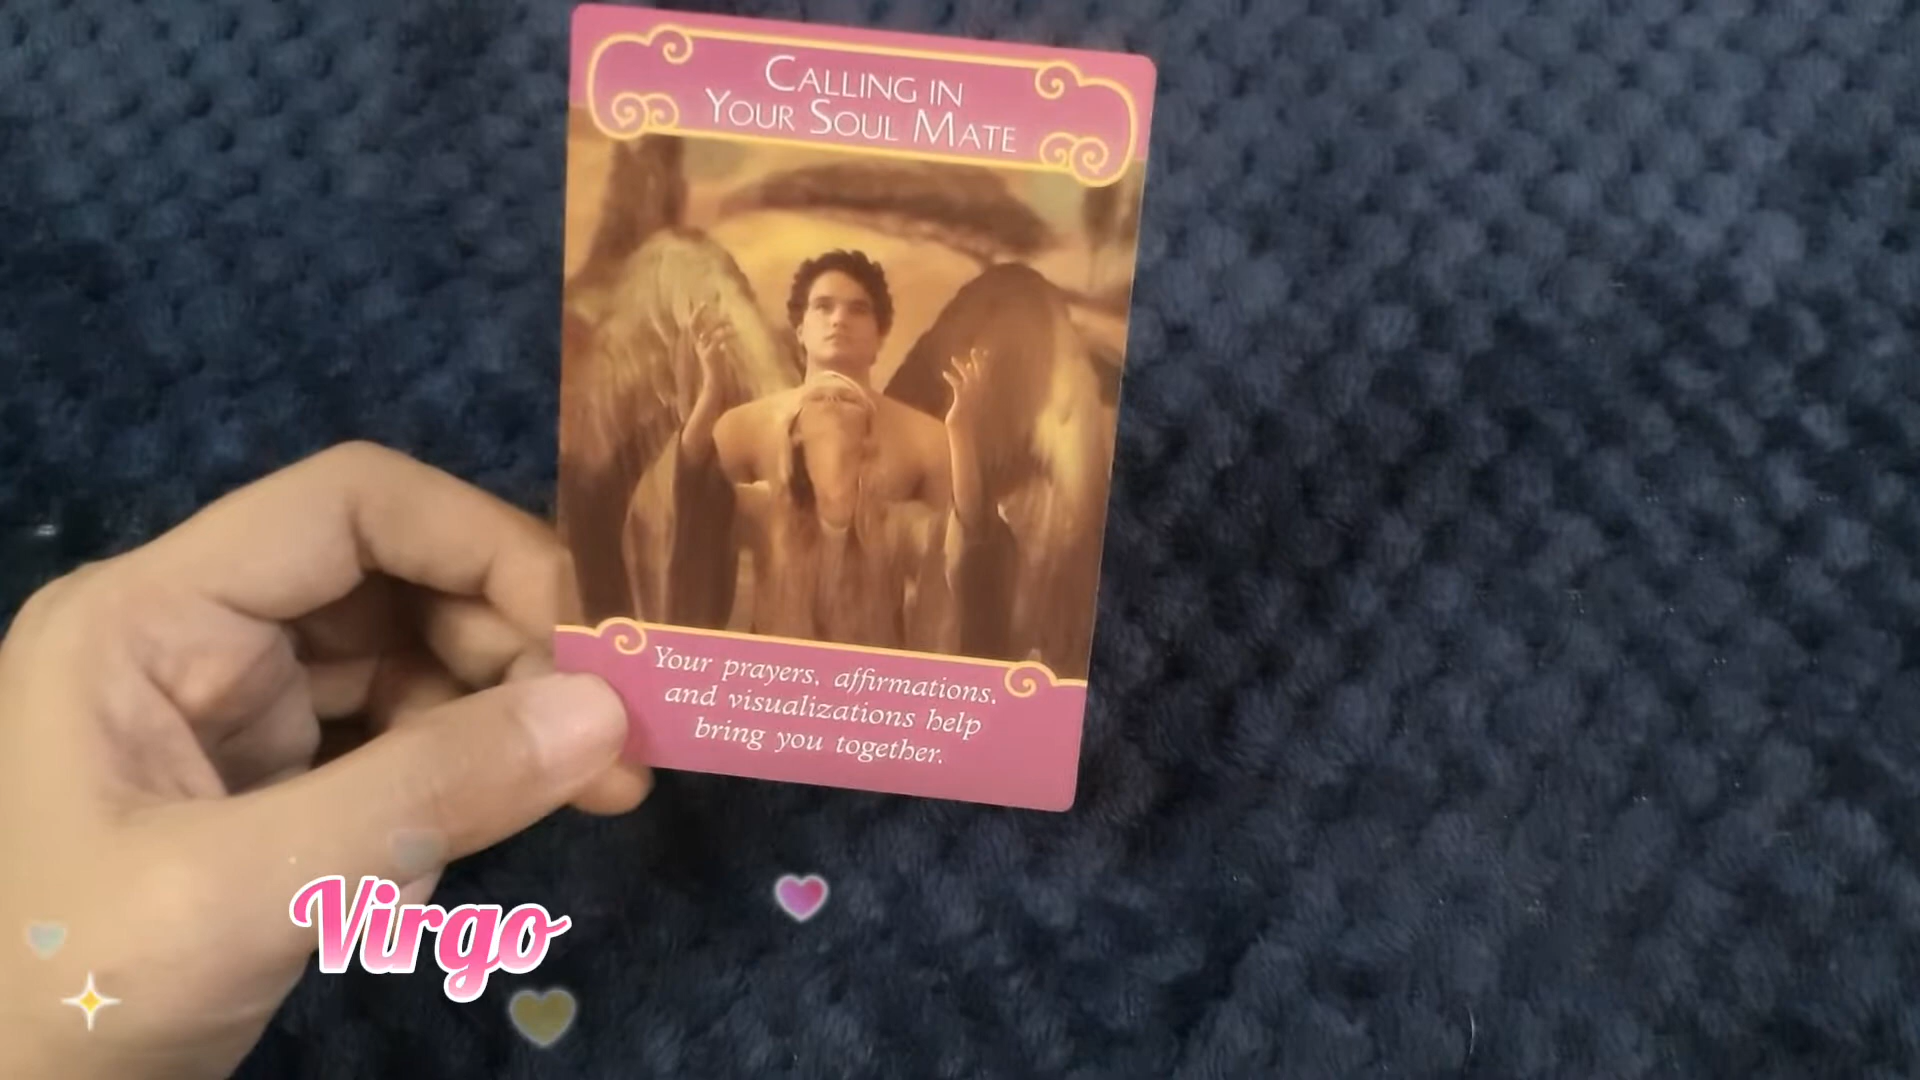 CALLING IN
YOUR SOUL MATE
Your prayers, affirmations,
and visualizations help
bring you together.
Virgo